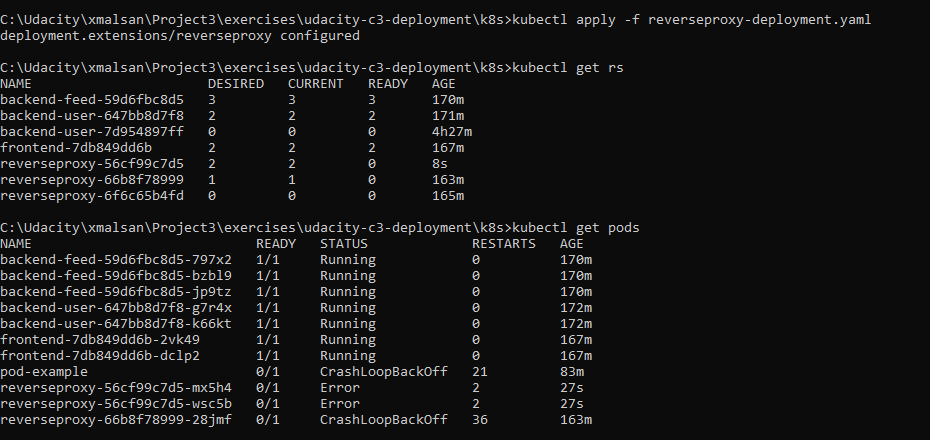 C:\Udacity\xmalsan\Project3\exercises\udacity-c3-deployment\k8s>kubectl apply -f reverseproxy-deployment.yaml
deployment.extensions/reverseproxy configured
C:\Udacity\xmalsan\Project3\exercises\udacity-c3-deployment\k8s>kubectl get rs
NAME DESIRED CURRENT READY AGE
backend-feed-59d6fbc8d5 3 3 3 170m
backend-user-647bb8d7f8 2 2 2 171m
backend-user-7d954897ff 0 0 0 4h27m
frontend-7db849dd6b 2 2 2 167m
reverseproxy-56cf99c7d5 2 2 0 8s
reverseproxy-66b8f78999 1 1 0 163m
reverseproxy-6f6c65b4fd 0 0 0 165m
C:\Udacity\xmalsan\Project3\exercises\udacity-c3-deployment\k8s>kubectl get pods
NAME READY STATUS RESTARTS AGE
backend-feed-59d6fbc8d5-797x2 1/1 Running 0 170m
backend-feed-59d6fbc8d5-bzbl9 1/1 Running 0 170m
backend-feed-59d6fbc8d5-jp9tz 1/1 Running 0 170m
backend-user-647bb8d7f8-g7r4x 1/1 Running 0 172m
backend-user-647bb8d7f8-k66kt 1/1 Running 0 172m
frontend-7db849dd6b-2vk49 1/1 Running 0 167m
frontend-7db849dd6b-dclp2 1/1 Running 0 167m
pod-example 0/1 CrashLoopBackOff 21 83m
reverseproxy-56cf99c7d5-mx5h4 0/1 Error 2 27s
reverseproxy-56cf99c7d5-wsc5b 0/1 Error 2 27s
reverseproxy-66b8f78999-28jmf 0/1 CrashLoopBackOff 36 163m